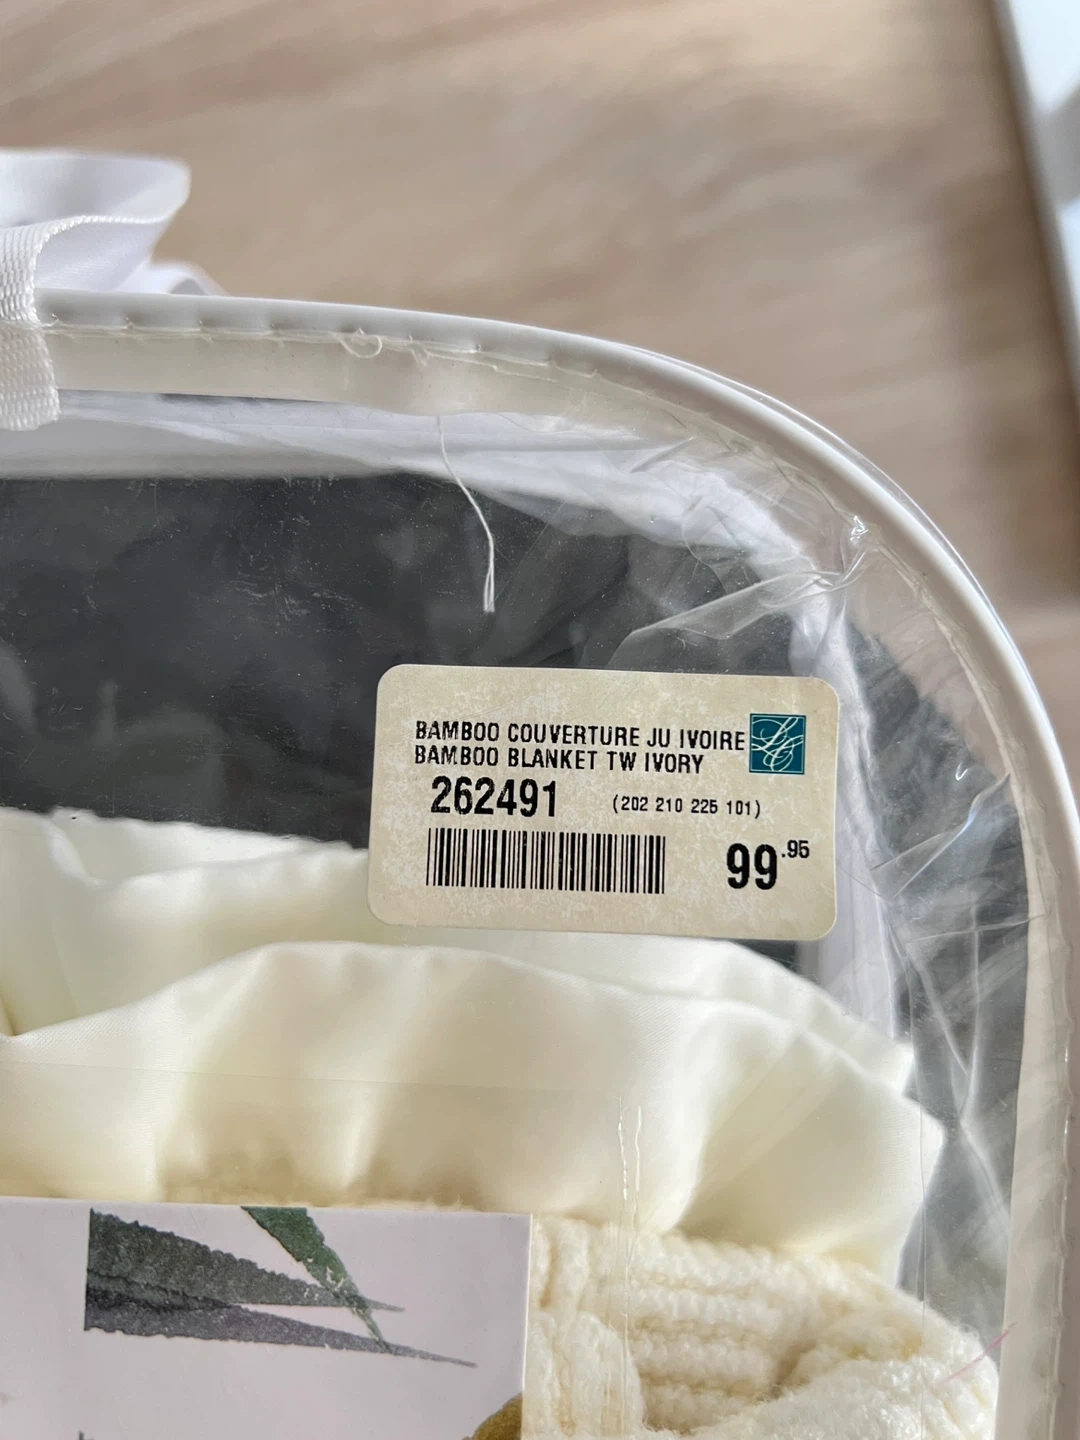 BAMBOO COUVERTURE JU IVOIRE
BAMBOO BLANKET TW IVORY
262491 (202 210 225 101)
99.95